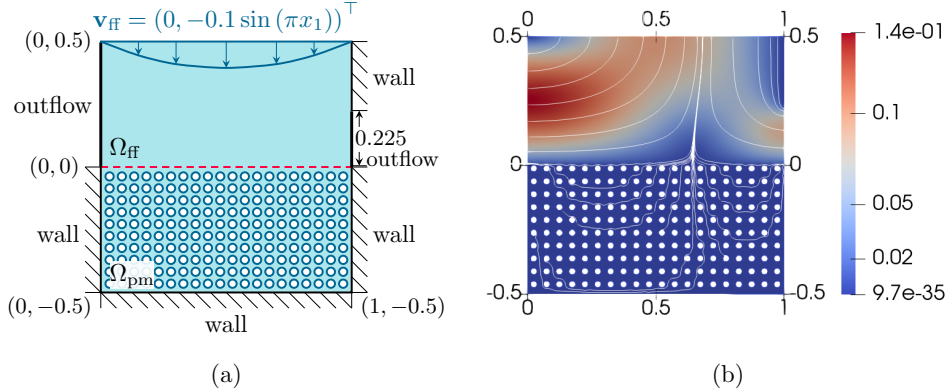 v_ff = (0, −0.1 sin (πx₁))^⊤
(0, 0.5)
wall
outflow
0.225
Ω_ff
outflow
(0, 0)
wall
wall
Ω_pm
(0, −0.5)
(1, −0.5)
wall
(a)
0 0.5 1
0.5 0.5
0 0
-0.5 -0.5
0 0.5 1
1.4e-01
0.1
0.05
0.02
9.7e-35
(b)